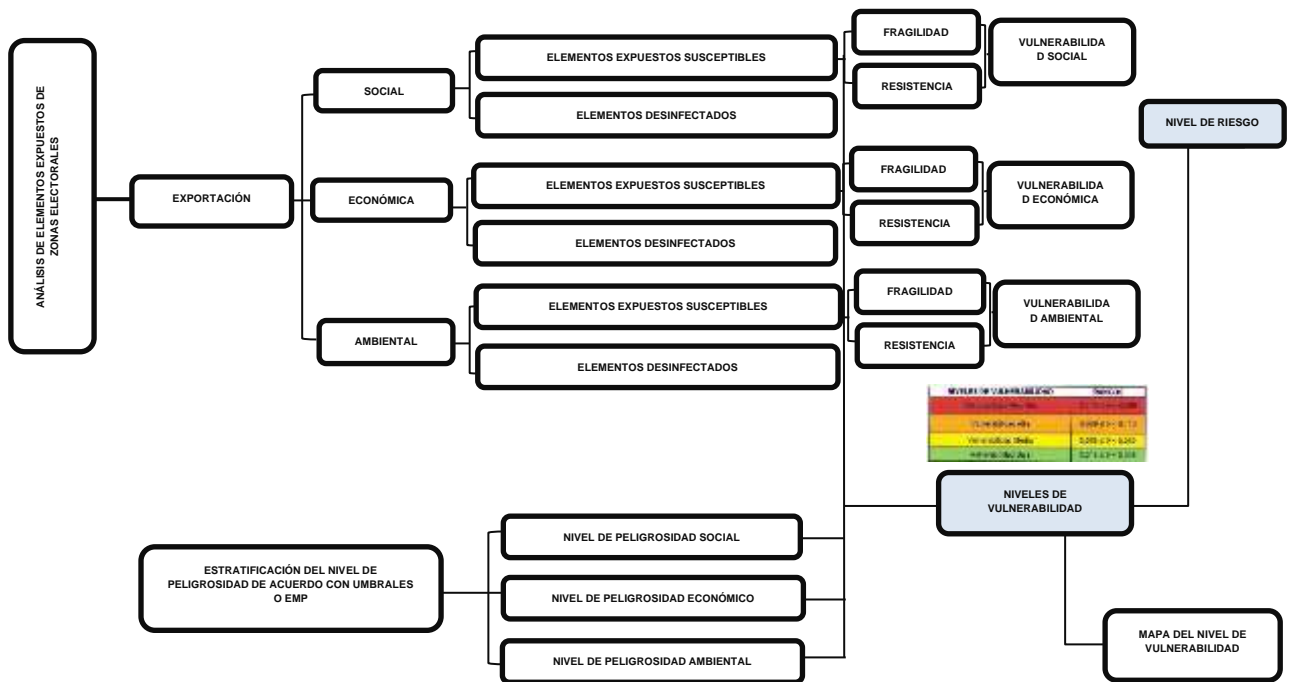 ANÁLISIS DE ELEMENTOS EXPUESTOS DE
ZONAS ELECTORALES
EXPORTACIÓN
SOCIAL
ELEMENTOS EXPUESTOS SUSCEPTIBLES
ELEMENTOS DESINFECTADOS
FRAGILIDAD
RESISTENCIA
VULNERABILIDA
D SOCIAL
ECONÓMICA
ELEMENTOS EXPUESTOS SUSCEPTIBLES
ELEMENTOS DESINFECTADOS
FRAGILIDAD
RESISTENCIA
VULNERABILIDA
D ECONÓMICA
AMBIENTAL
ELEMENTOS EXPUESTOS SUSCEPTIBLES
ELEMENTOS DESINFECTADOS
FRAGILIDAD
RESISTENCIA
VULNERABILIDA
D AMBIENTAL
NIVEL DE RIESGO
NIVELES DE VULNERABILIDAD
NIVELES DE
VULNERABILIDAD
ESTRATIFICACIÓN DEL NIVEL DE
PELIGROSIDAD DE ACUERDO CON UMBRALES
O EMP
NIVEL DE PELIGROSIDAD SOCIAL
NIVEL DE PELIGROSIDAD ECONÓMICO
NIVEL DE PELIGROSIDAD AMBIENTAL
MAPA DEL NIVEL DE
VULNERABILIDAD